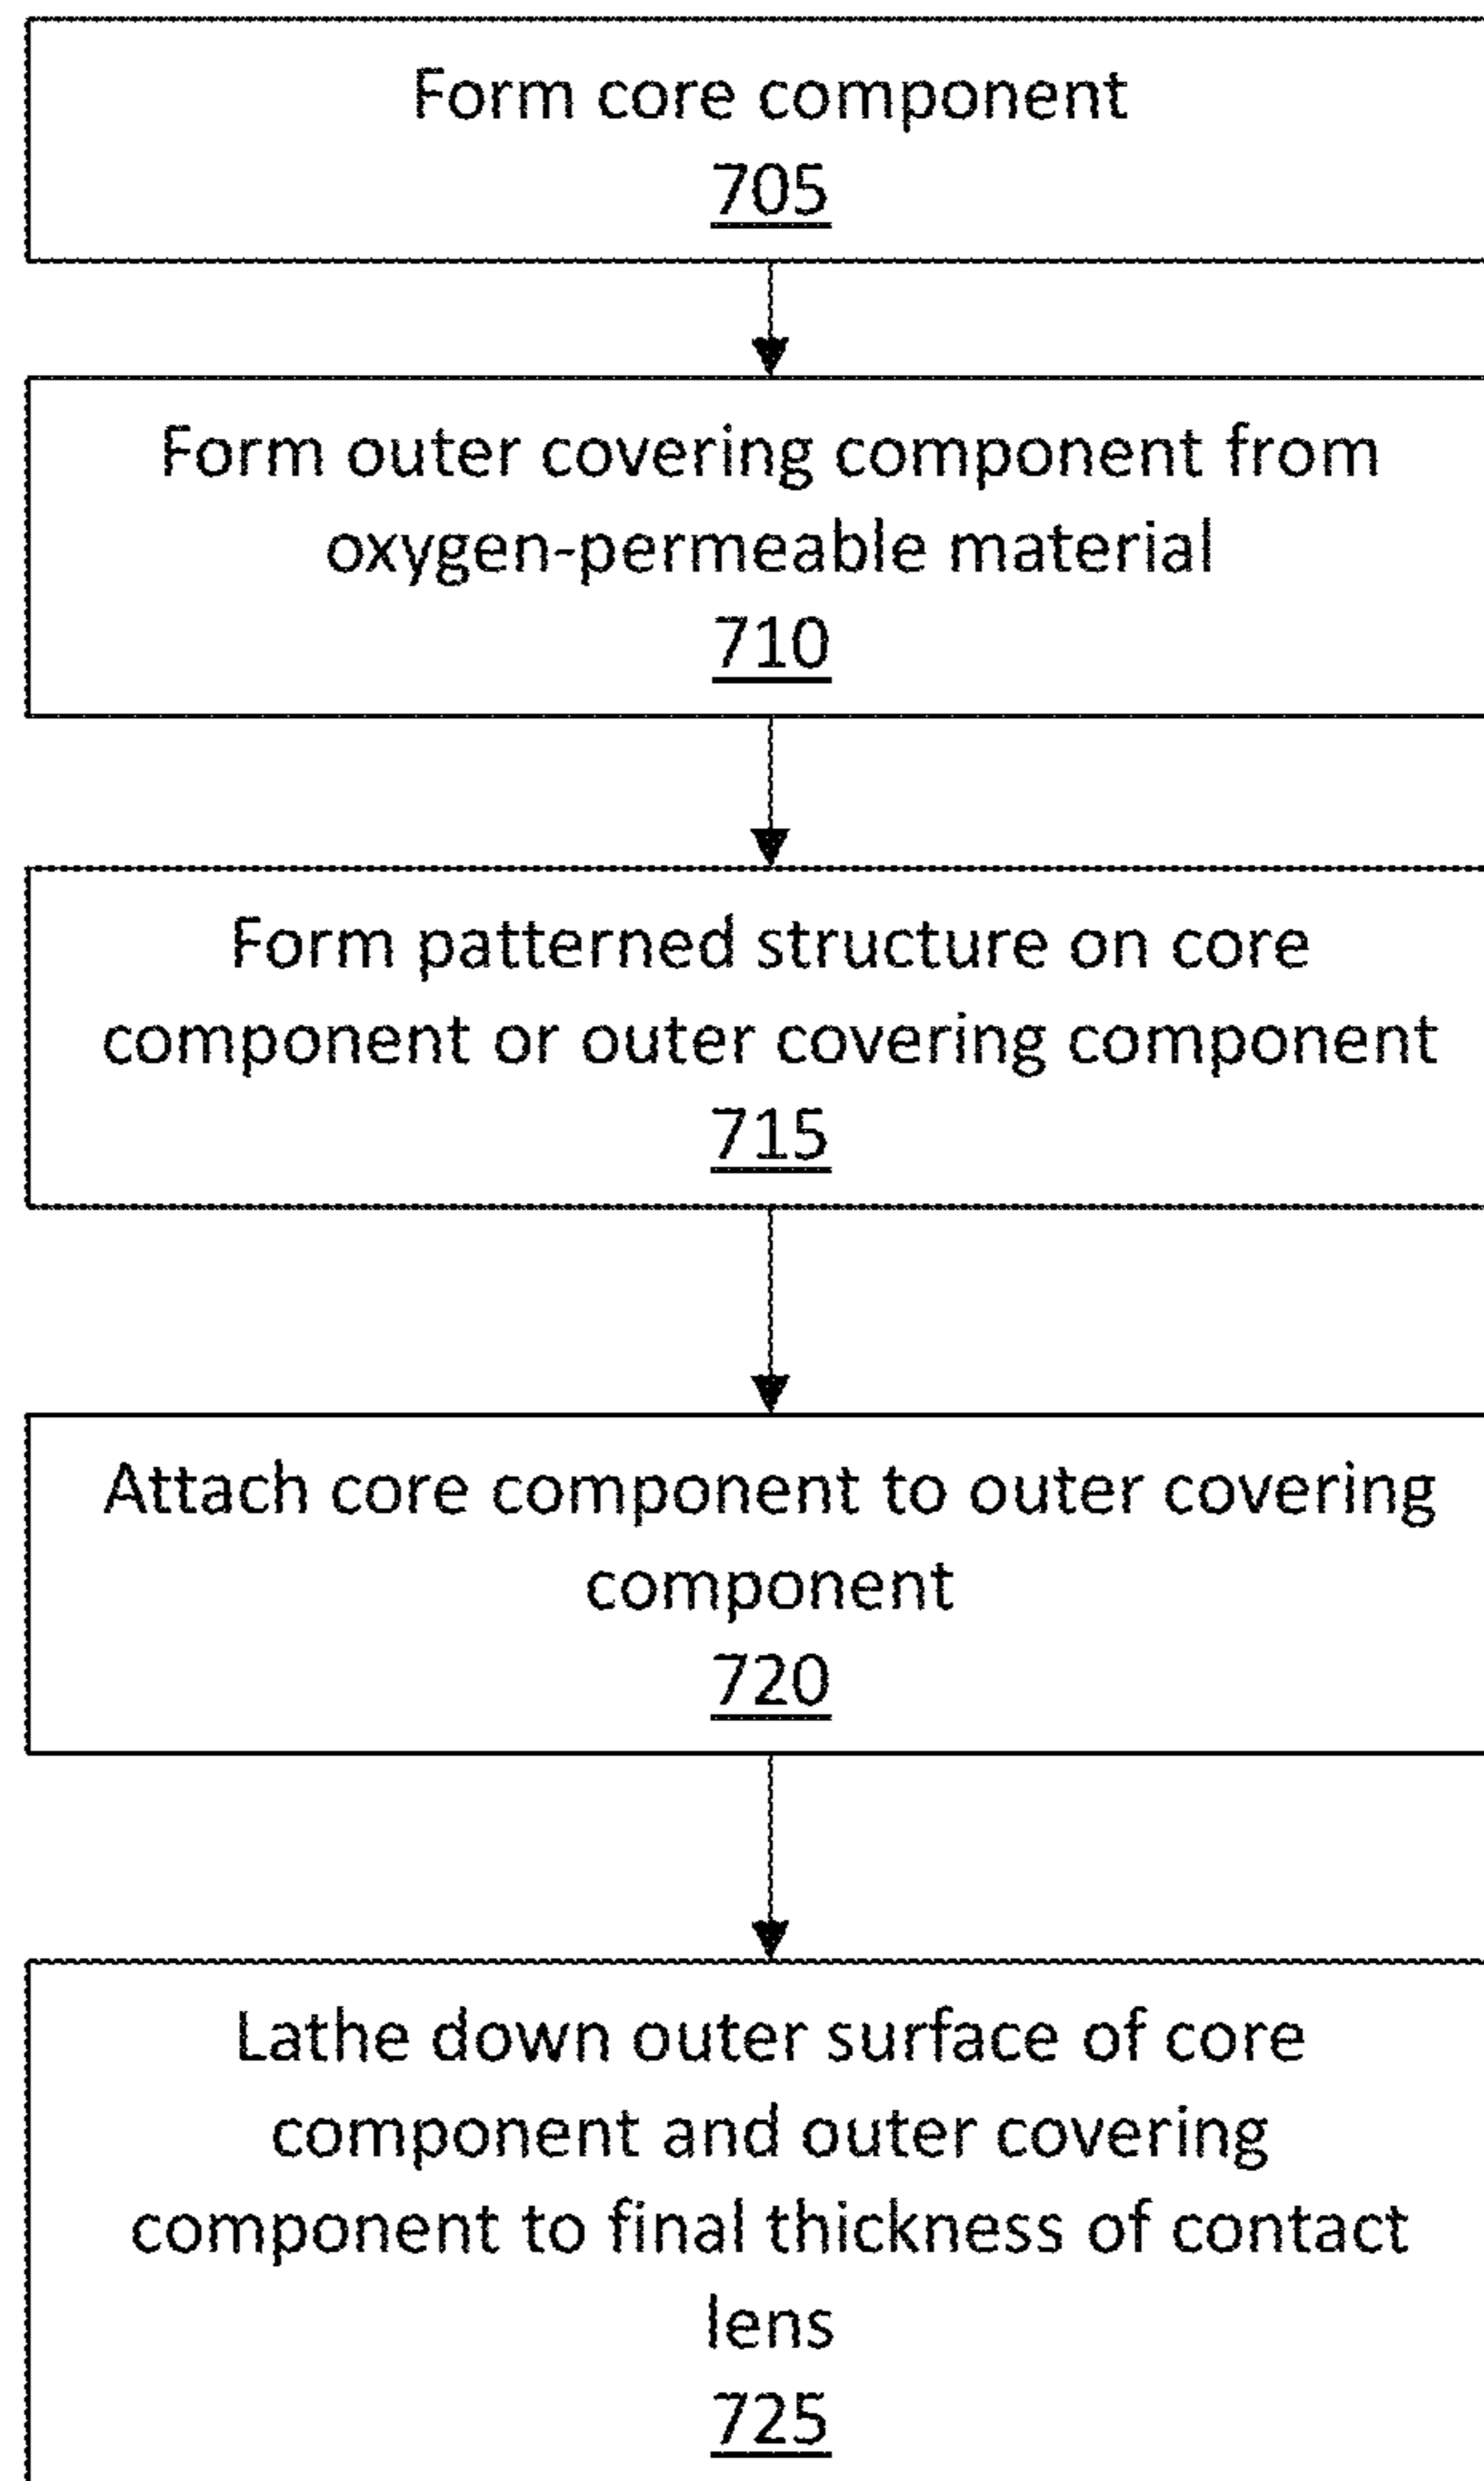 Form core component
705
Form outer covering component from
oxygen-permeable material
710
Form patterned structure on core
component or outer covering component
715
Attach core component to outer covering
component
720
Lathe down outer surface of core
component and outer covering
component to final thickness of contact
lens
725